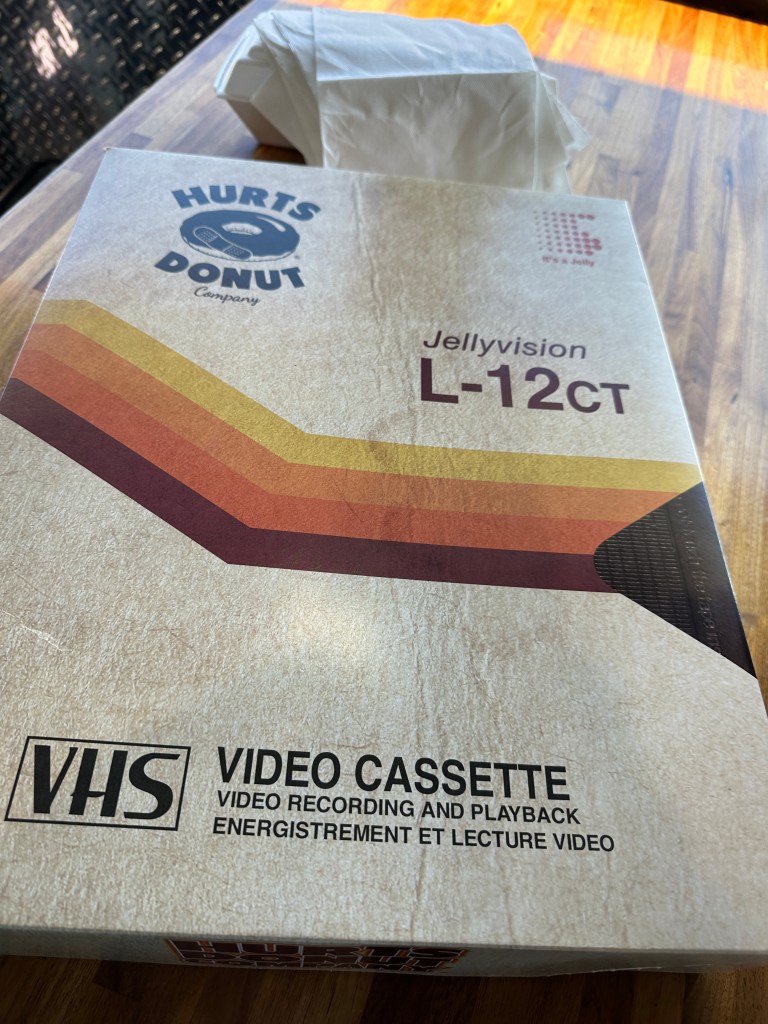 HURTS
DONUT
Company
It's a Jelly
Jellyvision
L-12CT
VHS
VIDEO CASSETTE
VIDEO RECORDING AND PLAYBACK
ENERGISTREMENT ET LECTURE VIDEO